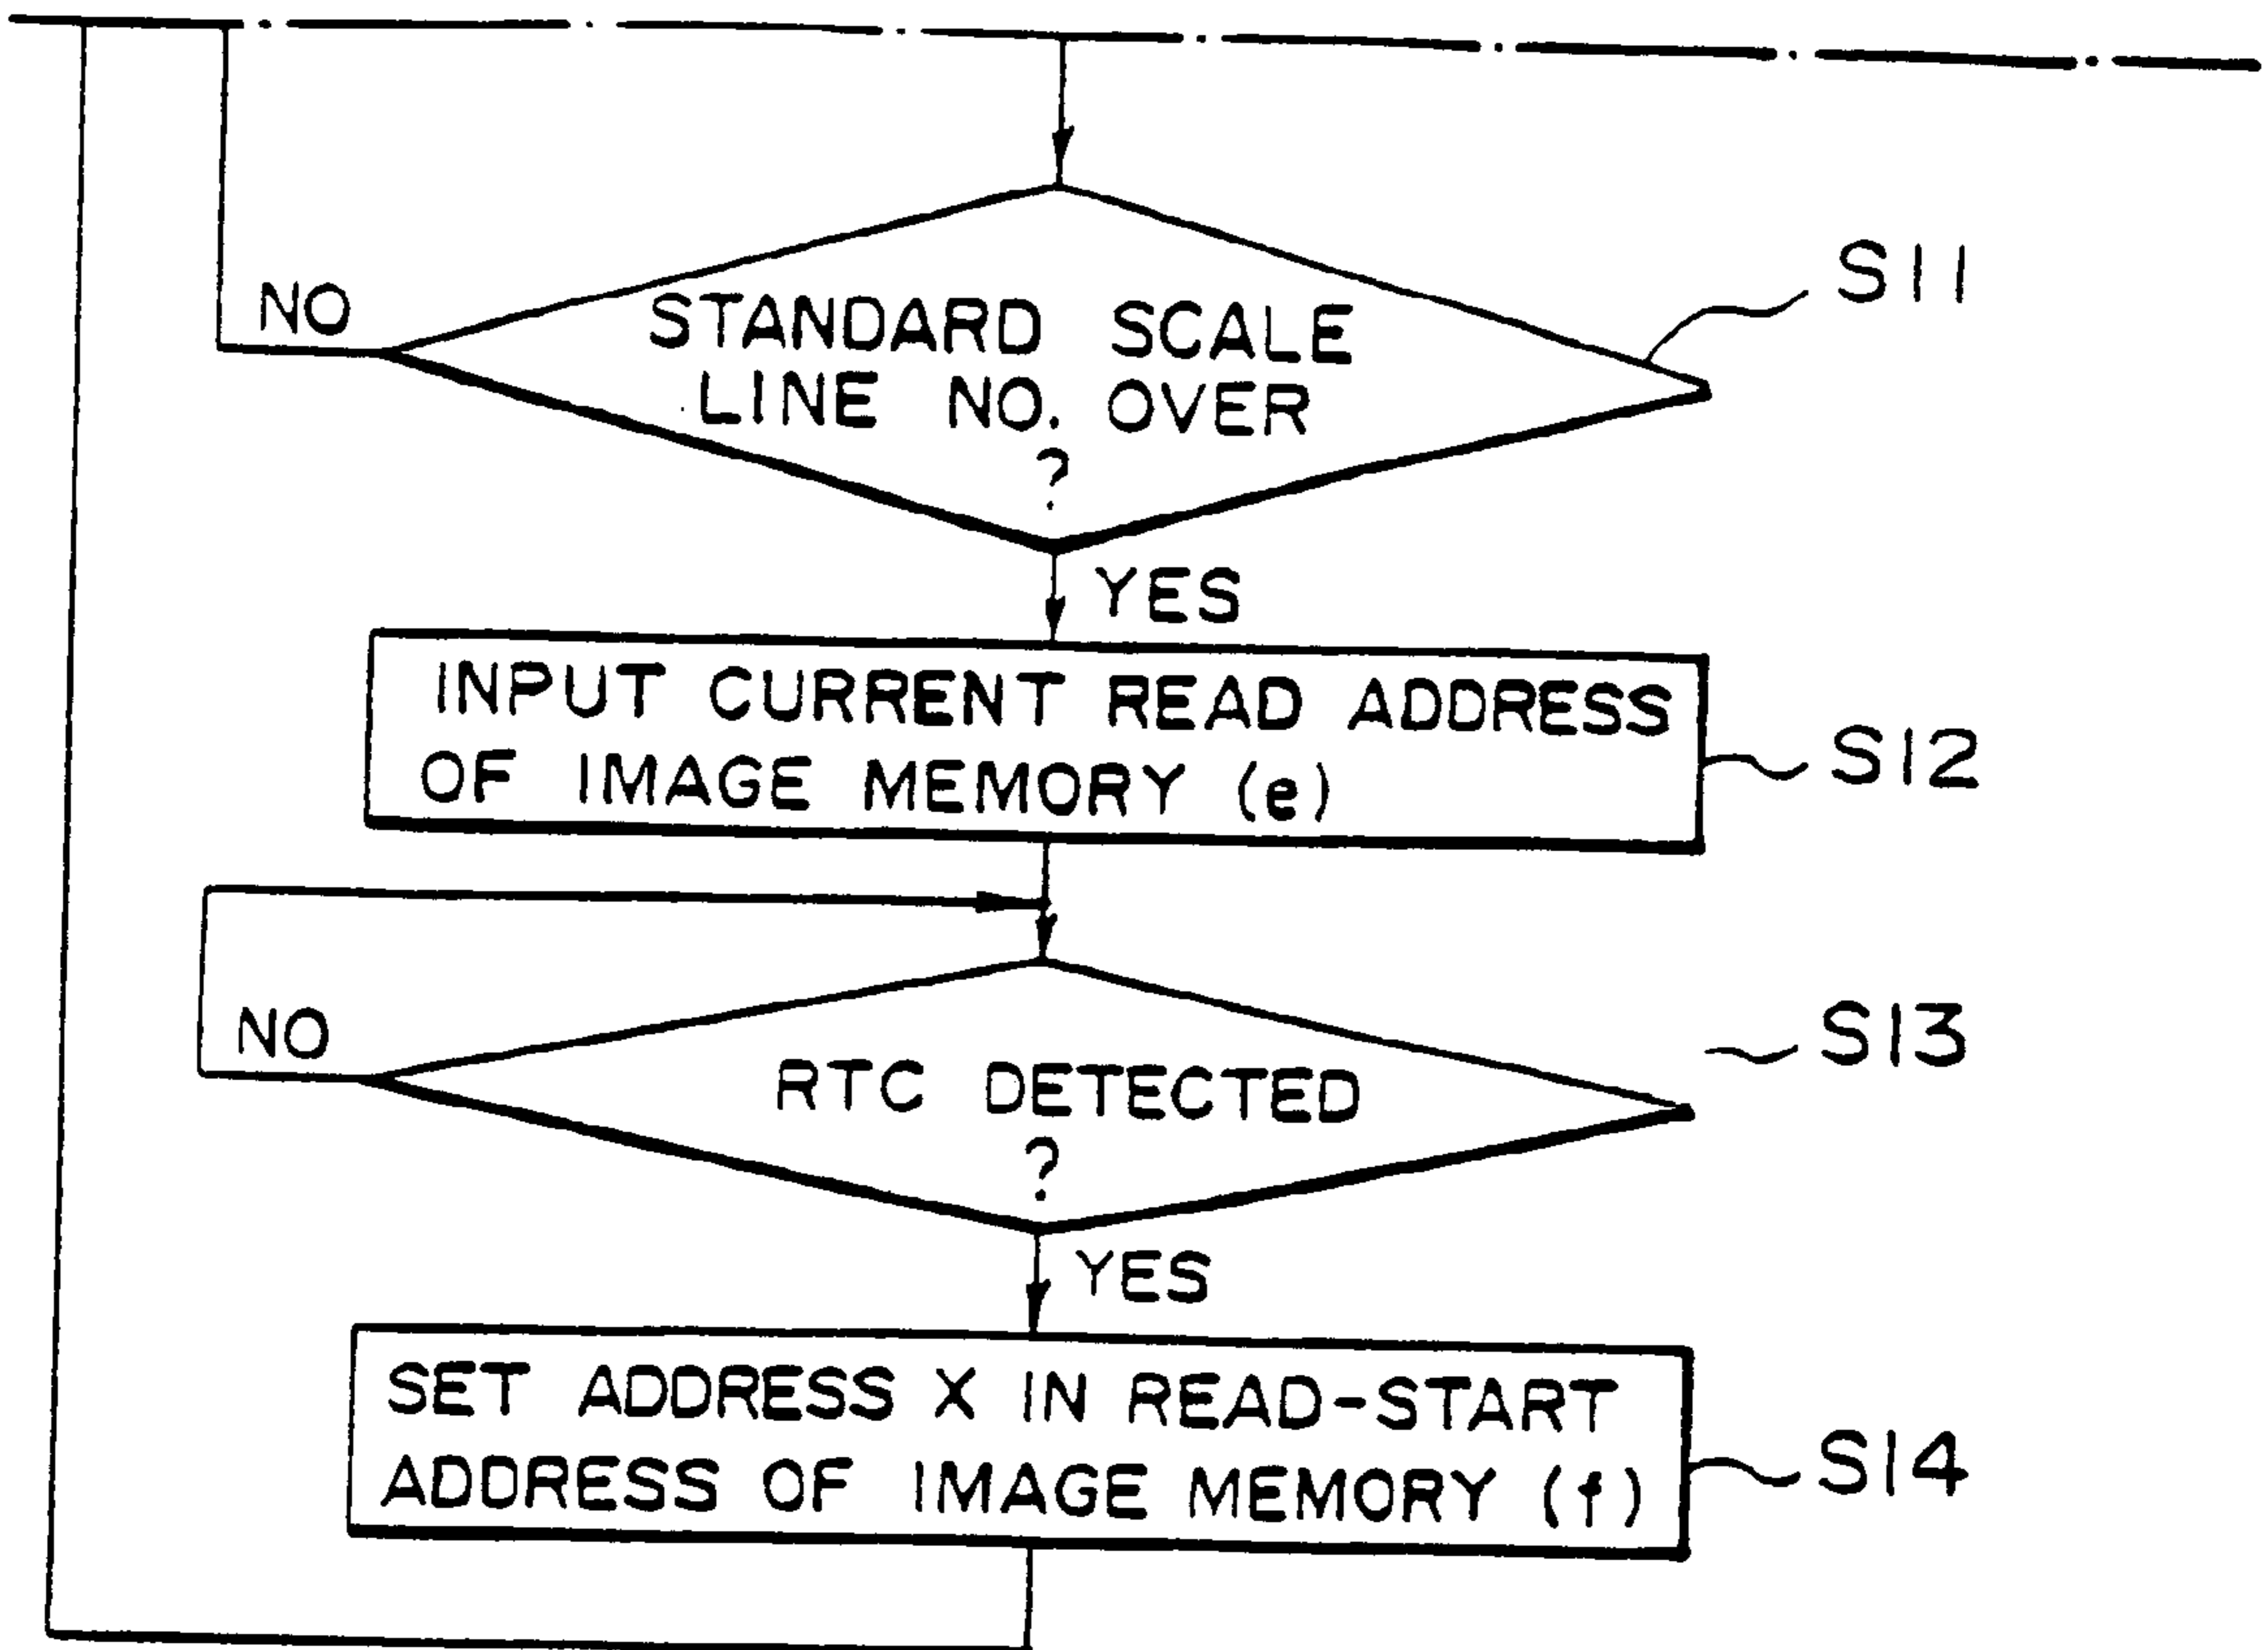 S11
NO
STANDARD SCALE
LINE NO. OVER
?
YES
INPUT CURRENT READ ADDRESS
OF IMAGE MEMORY (e)
S12
NO
S13
RTC DETECTED
?
YES
SET ADDRESS X IN READ-START
ADDRESS OF IMAGE MEMORY (f)
S14